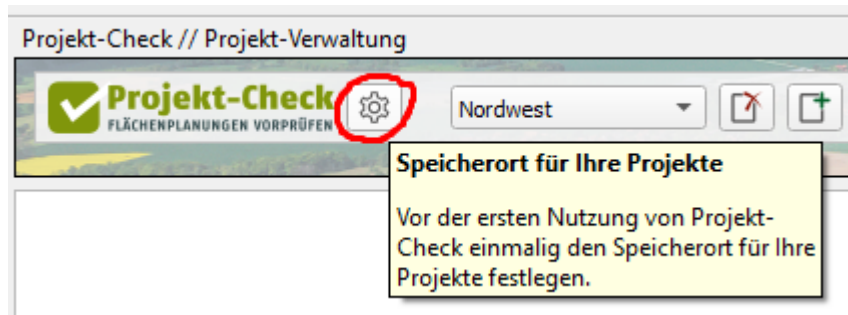 Projekt-Check // Projekt-Verwaltung
Projekt-Check
FLÄCHENPLANUNGEN VORPRÜFEN
Nordwest
Speicherort für Ihre Projekte
Vor der ersten Nutzung von Projekt-
Check einmalig den Speicherort für Ihre
Projekte festlegen.